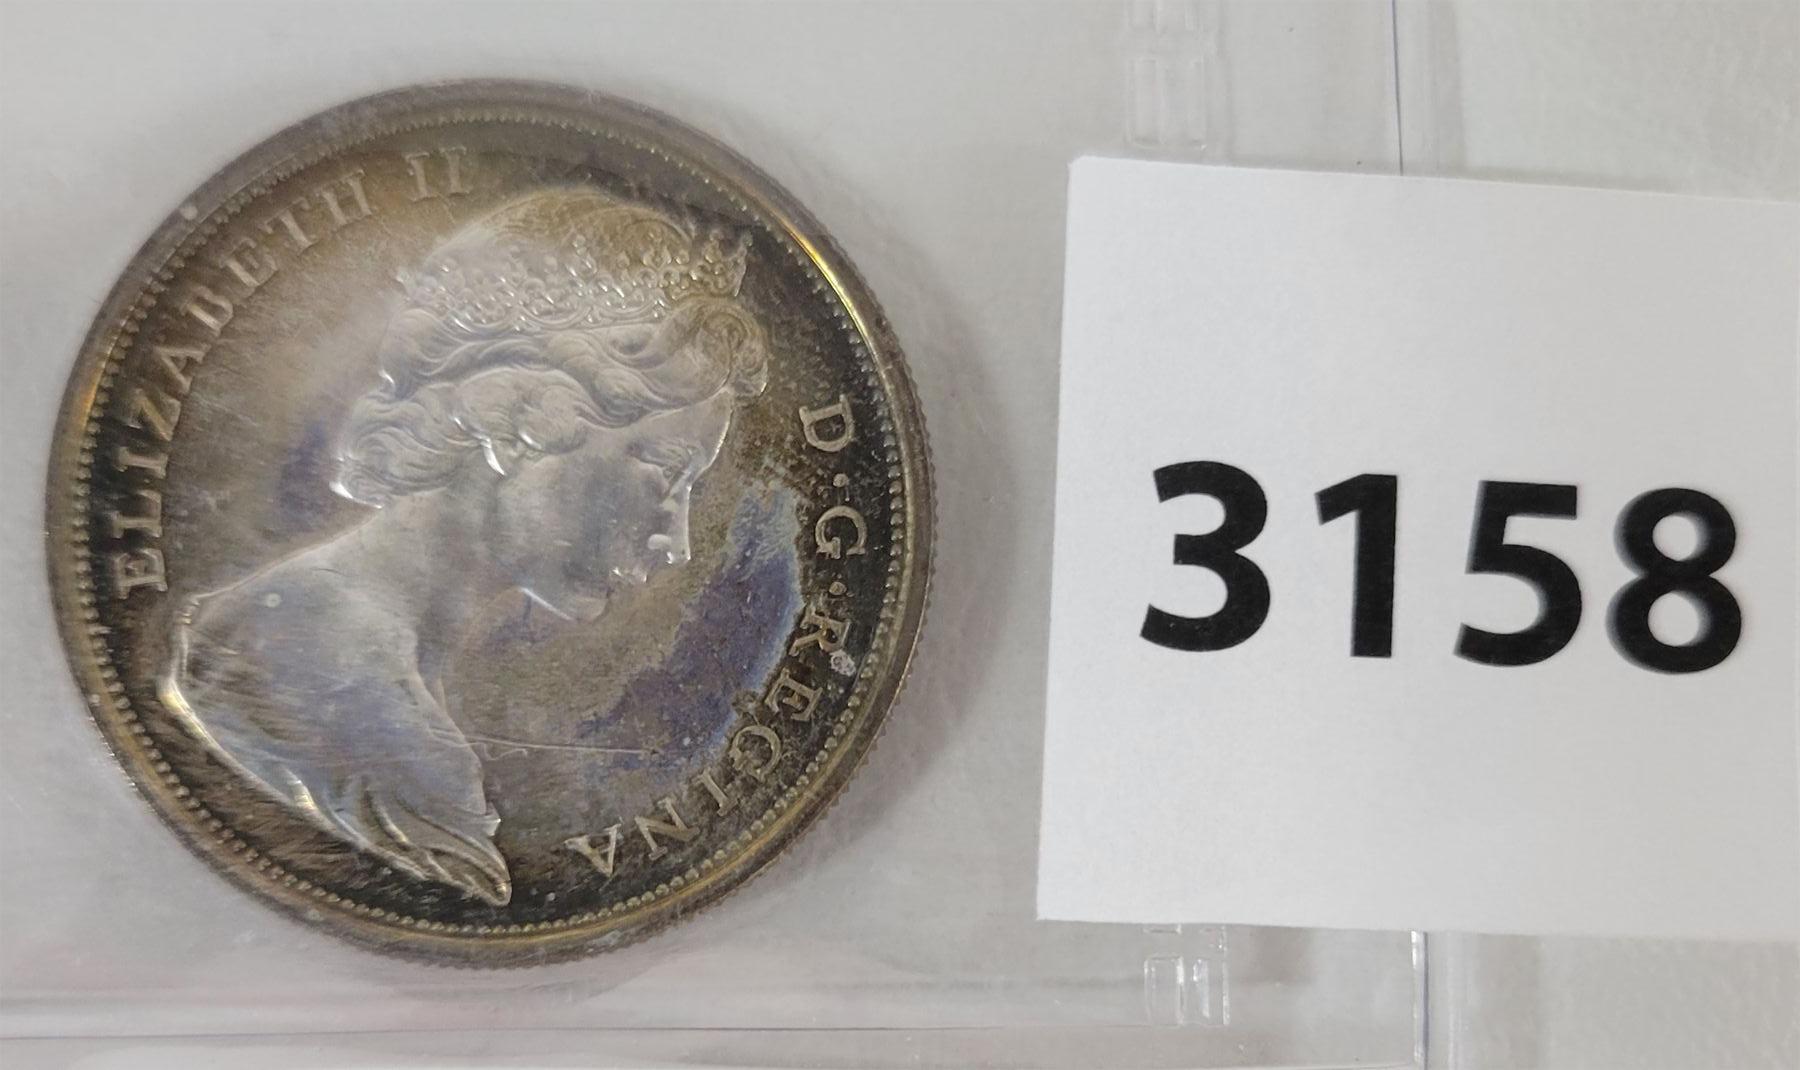 ELIZABETH II D·G·REGINA
3158